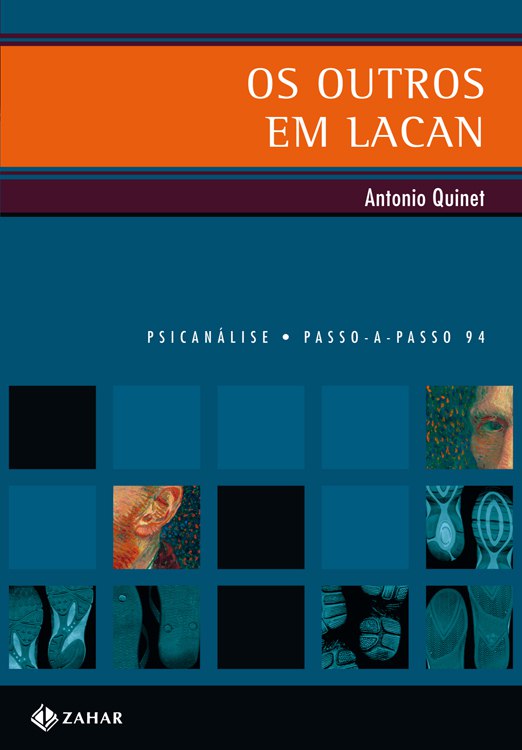 OS OUTROS
EM LACAN
Antonio Quinet
PSICANÁLISE • PASSO-A-PASSO 94
ZAHAR